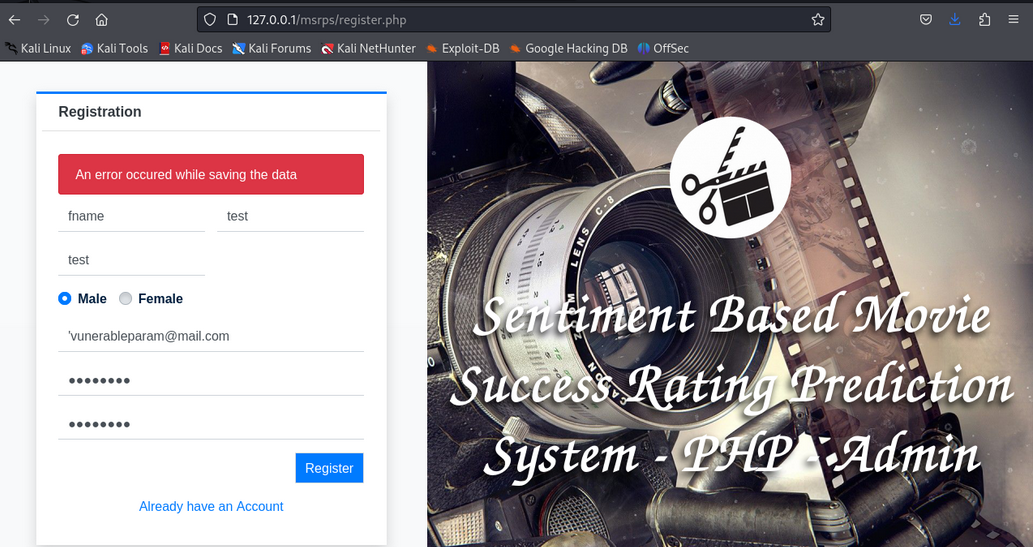 127.0.0.1/msrps/register.php
Kali Linux Kali Tools Kali Docs Kali Forums Kali NetHunter Exploit-DB Google Hacking DB OffSec
Registration
An error occured while saving the data
fname test
test
Male Female
'vunerableparam@mail.com
Register
Already have an Account
LENS C-8
Sentiment Based Movie
Success Rating Prediction
System - PHP - Admin